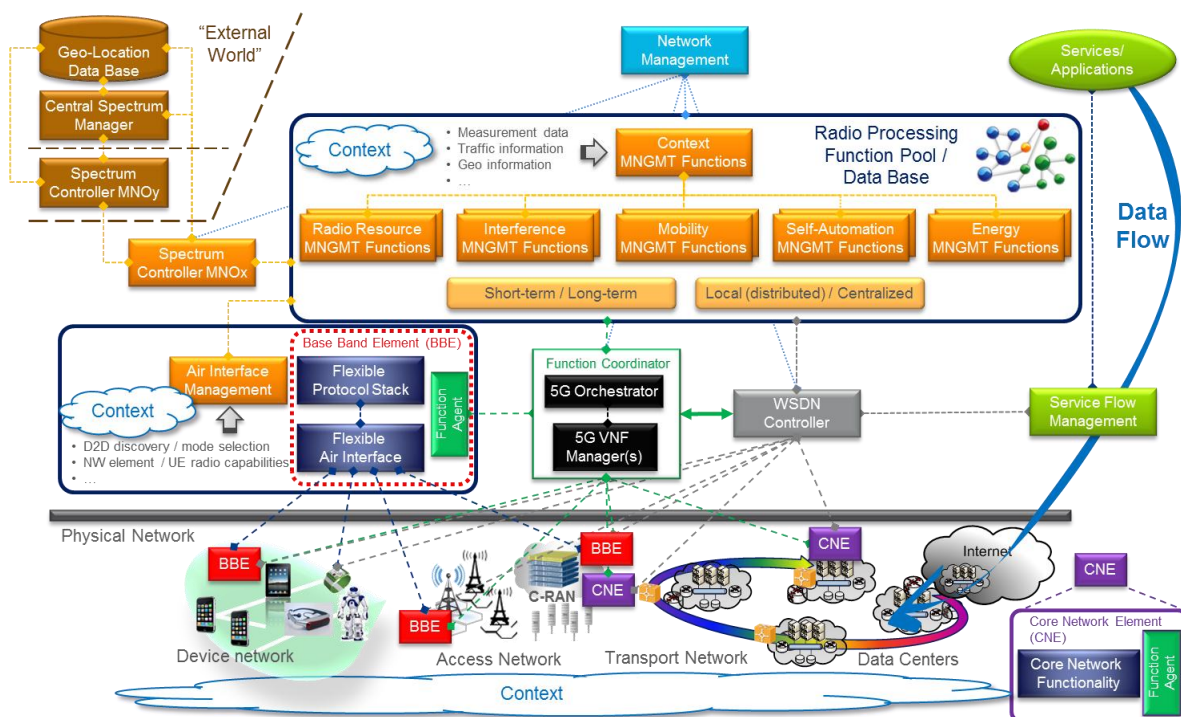 Geo-Location
Data Base
“External
World”
Central Spectrum
Manager
Spectrum
Controller MNOy
Spectrum
Controller MNOx
Network
Management
Services/
Applications
Context
• Measurement data
• Traffic information
• Geo information
• ...
Context
MNGMT Functions
Radio Processing
Function Pool /
Data Base
Radio Resource
MNGMT Functions
Interference
MNGMT Functions
Mobility
MNGMT Functions
Self-Automation
MNGMT Functions
Energy
MNGMT Functions
Short-term / Long-term
Local (distributed) / Centralized
Data
Flow
Air Interface
Management
Context
• D2D discovery / mode selection
• NW element / UE radio capabilities
• ...
Base Band Element (BBE)
Flexible
Protocol Stack
Flexible
Air Interface
Function
Agent
Function Coordinator
5G Orchestrator
5G VNF
Manager(s)
WSDN
Controller
Service Flow
Management
Physical Network
BBE
BBE
C-RAN
BBE
CNE
CNE
Internet
CNE
Device network
Access Network
Transport Network
Data Centers
Context
Core Network Element
(CNE)
Core Network
Functionality
Function
Agent